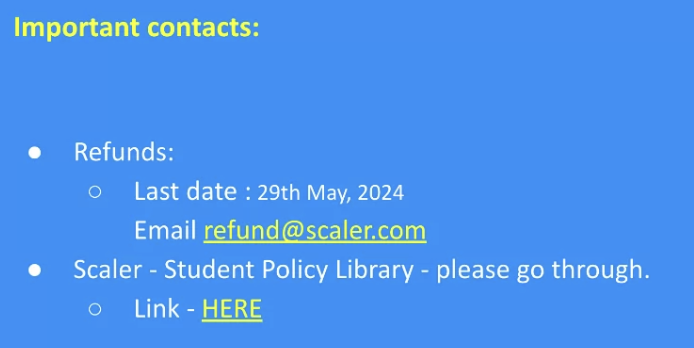 Important contacts:
● Refunds:
○ Last date : 29th May, 2024
Email refund@scaler.com
● Scaler - Student Policy Library - please go through.
○ Link - HERE